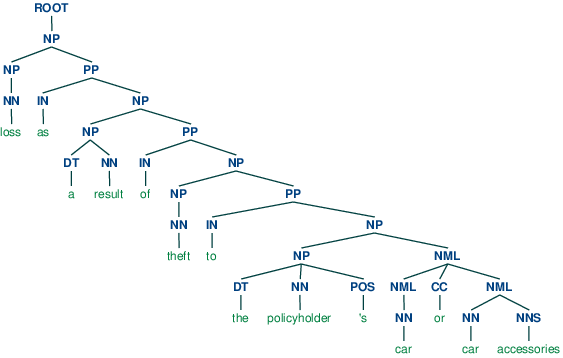 ROOT
NP
NP PP
NN IN NP
loss as NP PP
DT NN IN NP
a result of NP PP
NN IN NP
theft to NP NML
DT NN POS NML CC NML
the policyholder 's NN or NN NNS
car car accessories